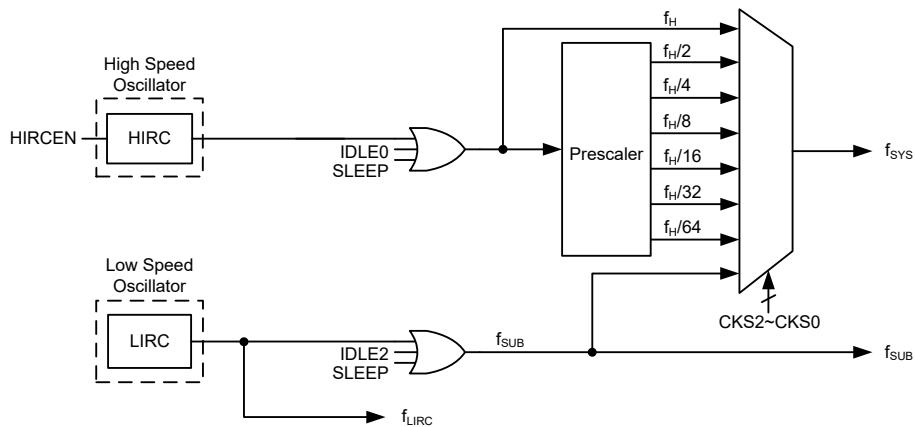 High Speed
Oscillator
HIRCEN
HIRC
IDLE0
SLEEP
Prescaler
fH
fH/2
fH/4
fH/8
fH/16
fH/32
fH/64
fSYS
CKS2~CKS0
Low Speed
Oscillator
LIRC
IDLE2
SLEEP
fSUB
fSUB
fLIRC